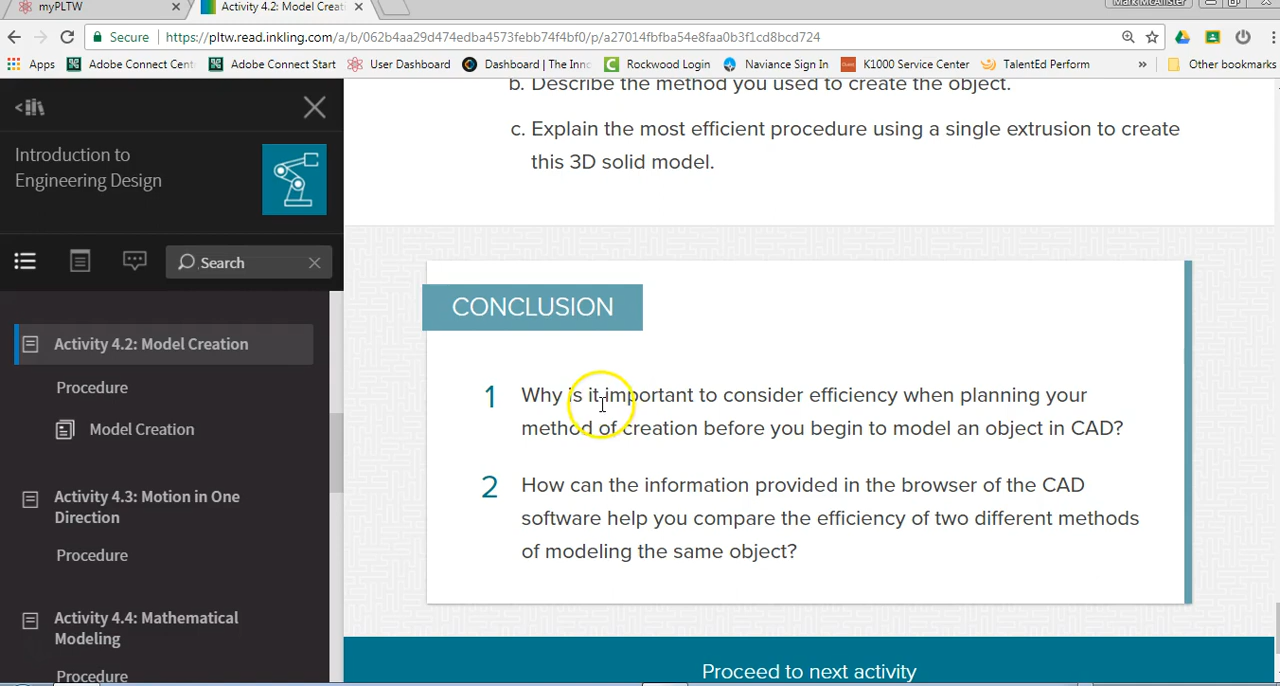 myPLTW
Activity 4.2: Model Creati
Mark McAllister
Secure
https://pltw.read.inkling.com/a/b/062b4aa29d474edba4573febb74f4bf0/p/a27014fbfba54e8faa0b3f1cd8bcd724
Apps
Adobe Connect Cent
Adobe Connect Start
User Dashboard
Dashboard | The Inno
Rockwood Login
Naviance Sign In
K1000 Service Center
TalentEd Perform
»
Other bookmarks
Introduction to
Engineering Design
Search
Activity 4.2: Model Creation
Procedure
Model Creation
Activity 4.3: Motion in One
Direction
Procedure
Activity 4.4: Mathematical
Modeling
Procedure
b. Describe the method you used to create the object.
c. Explain the most efficient procedure using a single extrusion to create
this 3D solid model.
CONCLUSION
1 Why is it important to consider efficiency when planning your
method of creation before you begin to model an object in CAD?
2 How can the information provided in the browser of the CAD
software help you compare the efficiency of two different methods
of modeling the same object?
Proceed to next activity